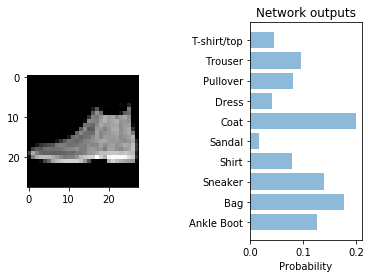 0
10
20
0
10
20
Network outputs
T-shirt/top
Trouser
Pullover
Dress
Coat
Sandal
Shirt
Sneaker
Bag
Ankle Boot
0.0
0.1
0.2
Probability